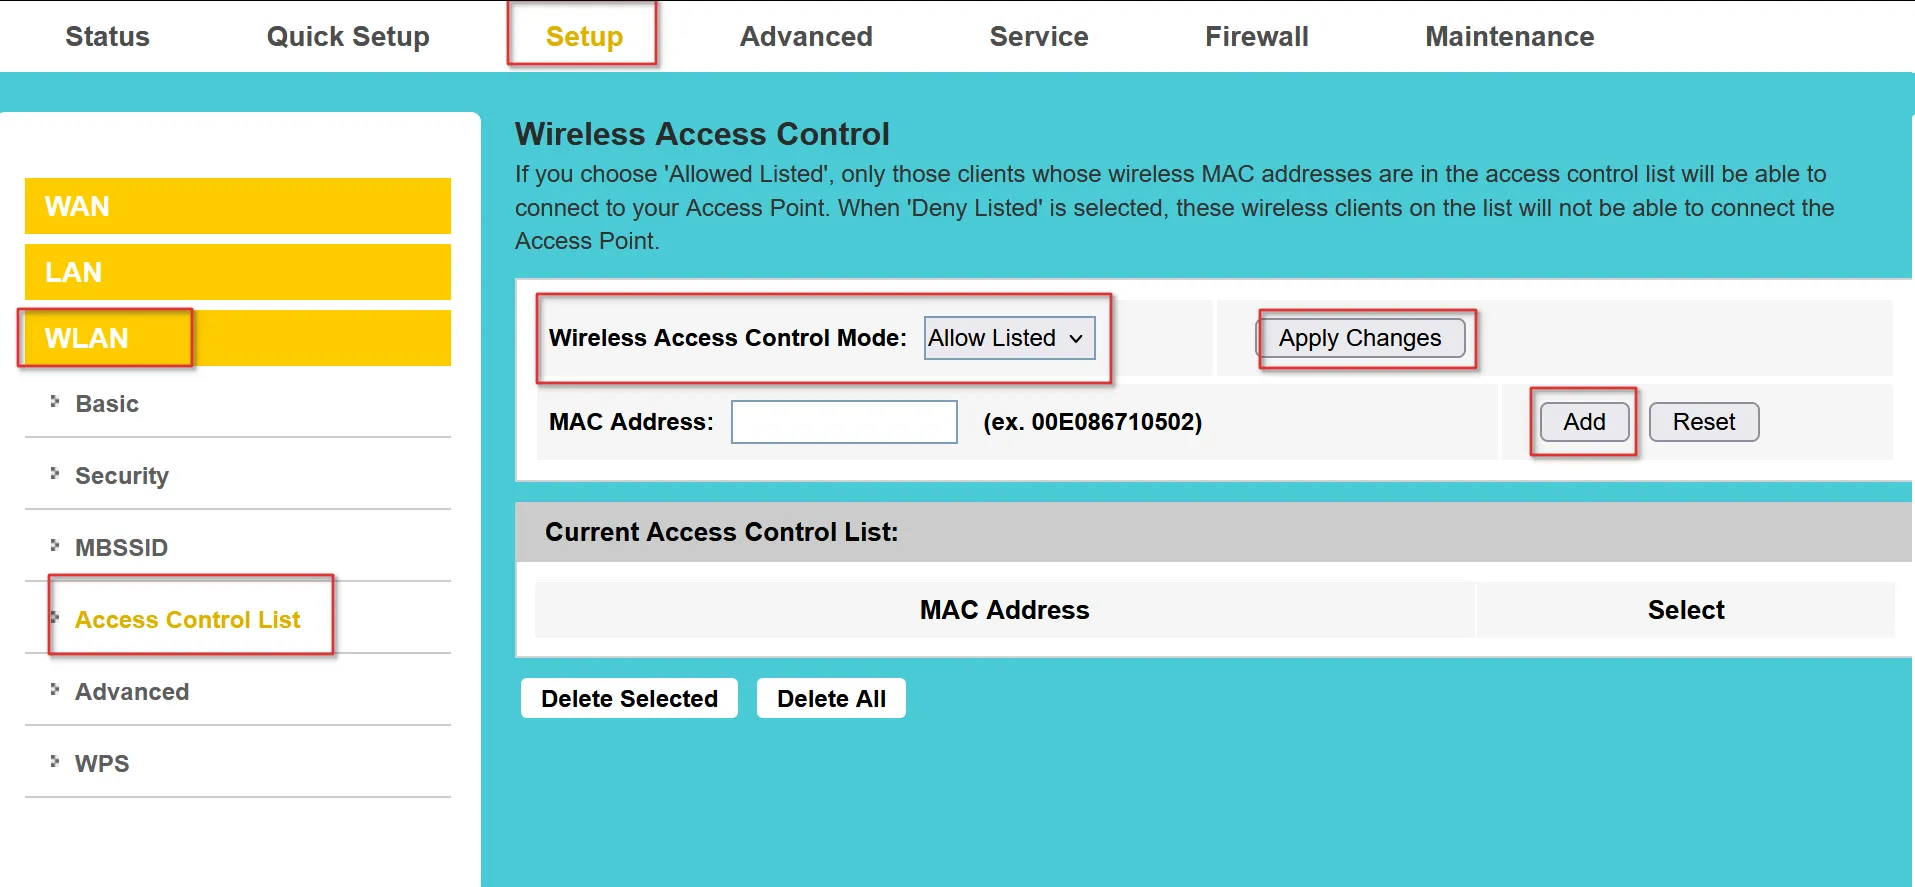 Status Quick Setup Setup Advanced Service Firewall Maintenance
WAN
LAN
WLAN
Basic
Security
MBSSID
Access Control List
Advanced
WPS
Wireless Access Control
If you choose 'Allowed Listed', only those clients whose wireless MAC addresses are in the access control list will be able to
connect to your Access Point. When 'Deny Listed' is selected, these wireless clients on the list will not be able to connect the
Access Point.
Wireless Access Control Mode: Allow Listed Apply Changes
MAC Address: (ex. 00E086710502) Add Reset
Current Access Control List:
MAC Address Select
Delete Selected Delete All